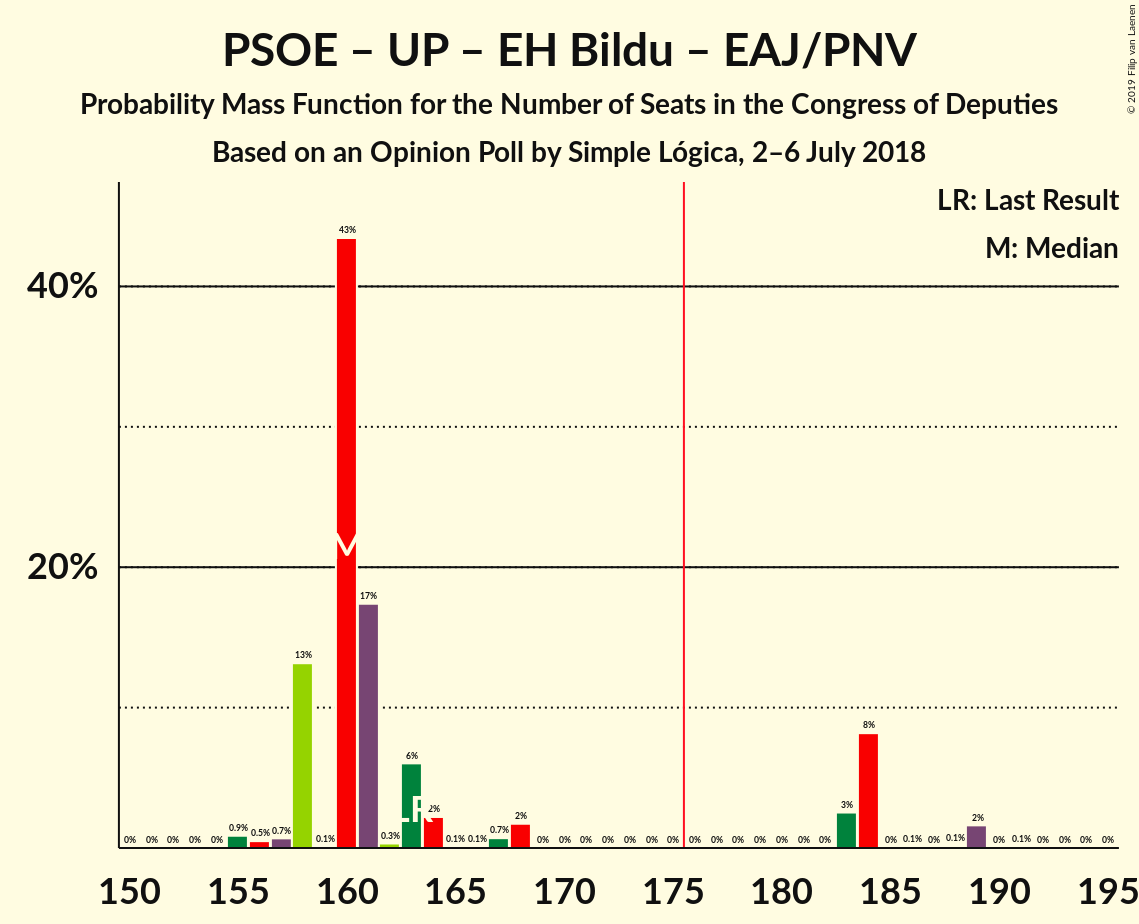 PSOE – UP – EH Bildu – EAJ/PNV
Probability Mass Function for the Number of Seats in the Congress of Deputies
Based on an Opinion Poll by Simple Lógica, 2–6 July 2018
© 2019 Filip van Laenen
LR: Last Result
M: Median
40%
20%
0% 0% 0% 0% 0% 0.9% 0.5% 0.7% 13% 0.1% 43% 17% 0.3% 6% 2% 0.1% 0.1% 0.7% 2% 0% 0% 0% 0% 0% 0% 0% 0% 0% 0% 0% 0% 0% 0% 3% 8% 0% 0.1% 0% 0.1% 2% 0% 0.1% 0% 0% 0% 0%
M
LR
150 155 160 165 170 175 180 185 190 195